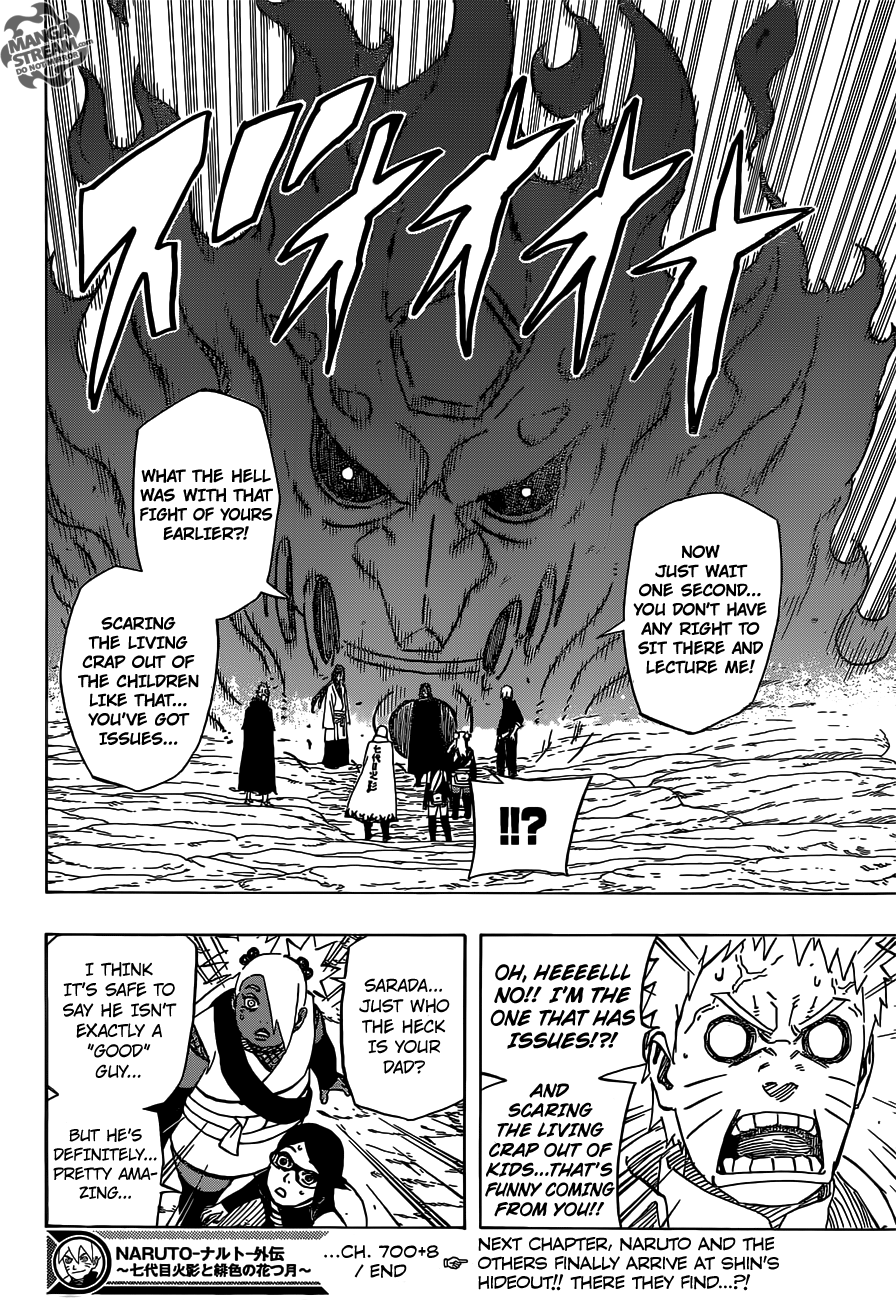 MANGA
STREAM.com
DO NOT MIRROR
ズオオオオ
NOW
JUST WAIT
ONE SECOND...
YOU DON'T HAVE
ANY RIGHT TO
SIT THERE AND
LECTURE ME!
WHAT THE HELL
WAS WITH THAT
FIGHT OF YOURS
EARLIER?!
SCARING
THE LIVING
CRAP OUT OF
THE CHILDREN
LIKE THAT...
YOU'VE GOT
ISSUES...
!!?
OH, HEEEELLL
NO!! I'M THE
ONE THAT HAS
ISSUES!?!
AND
SCARING
THE LIVING
CRAP OUT OF
KIDS...THAT'S
FUNNY COMING
FROM YOU!!
SARADA...
JUST WHO
THE HECK
IS YOUR
DAD?
I THINK
IT'S SAFE TO
SAY HE ISN'T
EXACTLY A
"GOOD"
GUY...
BUT HE'S
DEFINITELY...
PRETTY AMA-
ZING...
NARUTO-ナルト-外伝
~七代目火影と緋色の花つ月~
...CH. 700+8
/ END
☞ NEXT CHAPTER, NARUTO AND THE
OTHERS FINALLY ARRIVE AT SHIN'S
HIDEOUT!! THERE THEY FIND...?!